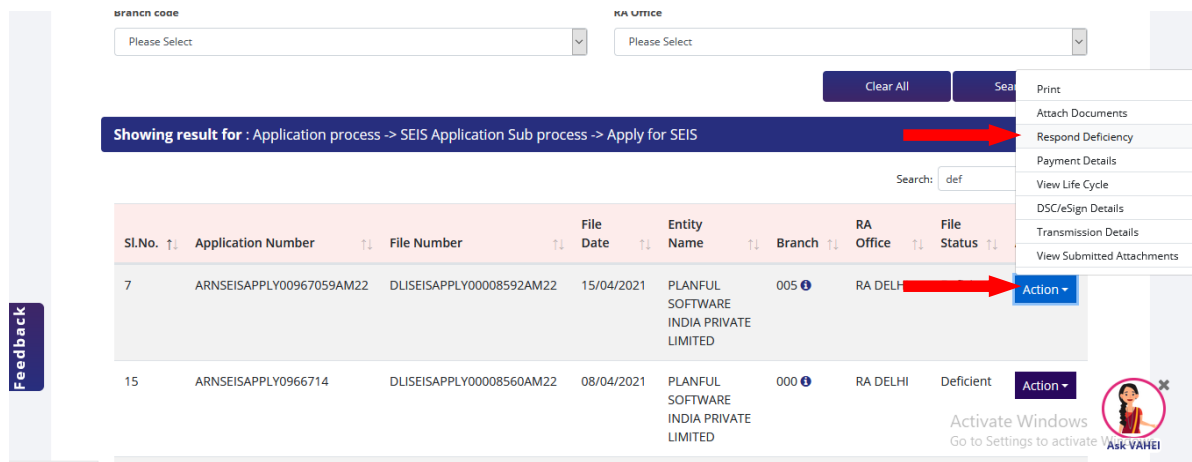 Branch code RA Office
Please Select Please Select
Clear All Sea
Print
Attach Documents
Respond Deficiency
Payment Details
View Life Cycle
DSC/eSign Details
Transmission Details
View Submitted Attachments
Showing result for : Application process -> SEIS Application Sub process -> Apply for SEIS
Search: def
Sl.No. Application Number File Number File Date Entity Name Branch RA Office File Status
7 ARNSEISAPPLY00967059AM22 DLISEISAPPLY00008592AM22 15/04/2021 PLANFUL 005 RA DELH Action
SOFTWARE
INDIA PRIVATE
LIMITED
15 ARNSEISAPPLY0966714 DLISEISAPPLY00008560AM22 08/04/2021 PLANFUL 000 RA DELHI Deficient Action
SOFTWARE
INDIA PRIVATE
LIMITED
Feedback
Activate Windows
Go to Settings to activate
Ask VAHEI